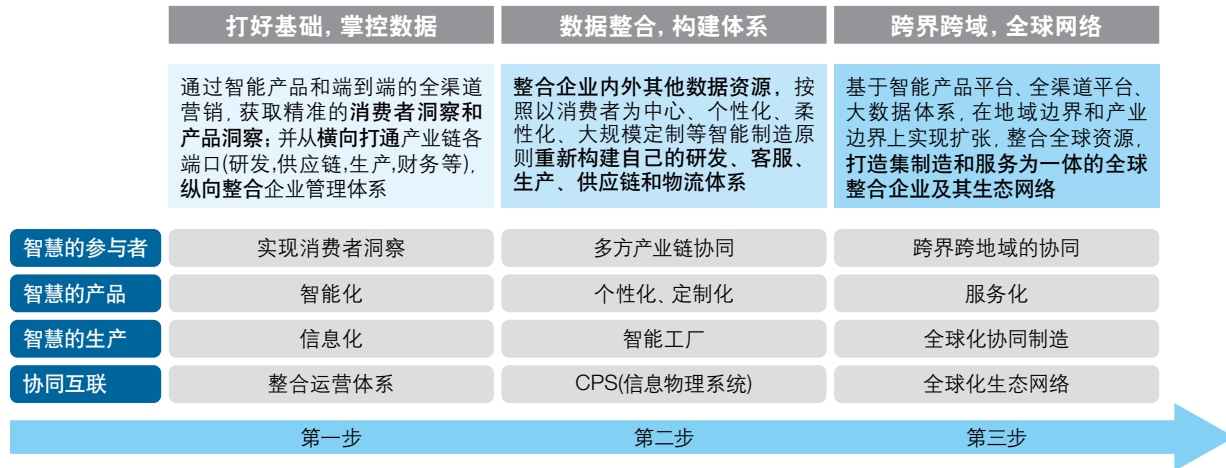 打好基础，掌控数据
数据整合，构建体系
跨界跨域，全球网络
通过智能产品和端到端的全渠道
营销，获取精准的消费者洞察和
产品洞察；并从横向打通产业链各
端口(研发,供应链,生产,财务等)，
纵向整合企业管理体系
整合企业内外其他数据资源，按
照以消费者为中心、个性化、柔
性化、大规模定制等智能制造原
则重新构建自己的研发、客服、
生产、供应链和物流体系
基于智能产品平台、全渠道平台、
大数据体系，在地域边界和产业
边界上实现扩张，整合全球资源，
打造集制造和服务为一体的全球
整合企业及其生态网络
智慧的参与者
实现消费者洞察
多方产业链协同
跨界跨地域的协同
智慧的产品
智能化
个性化、定制化
服务化
智慧的生产
信息化
智能工厂
全球化协同制造
协同互联
整合运营体系
CPS(信息物理系统)
全球化生态网络
第一步
第二步
第三步